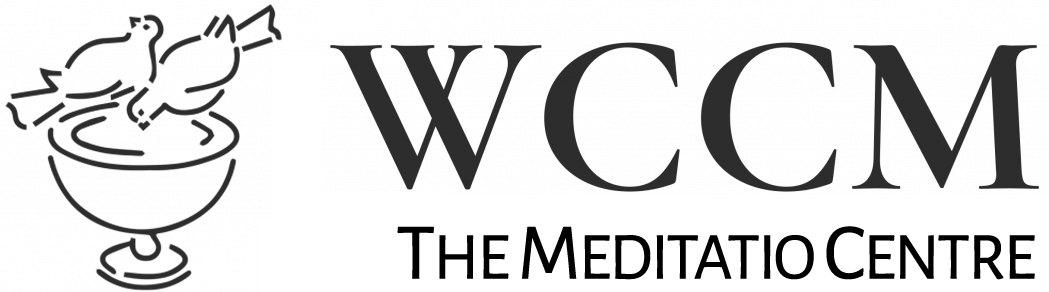 WCCM
THE MEDITATIO CENTRE